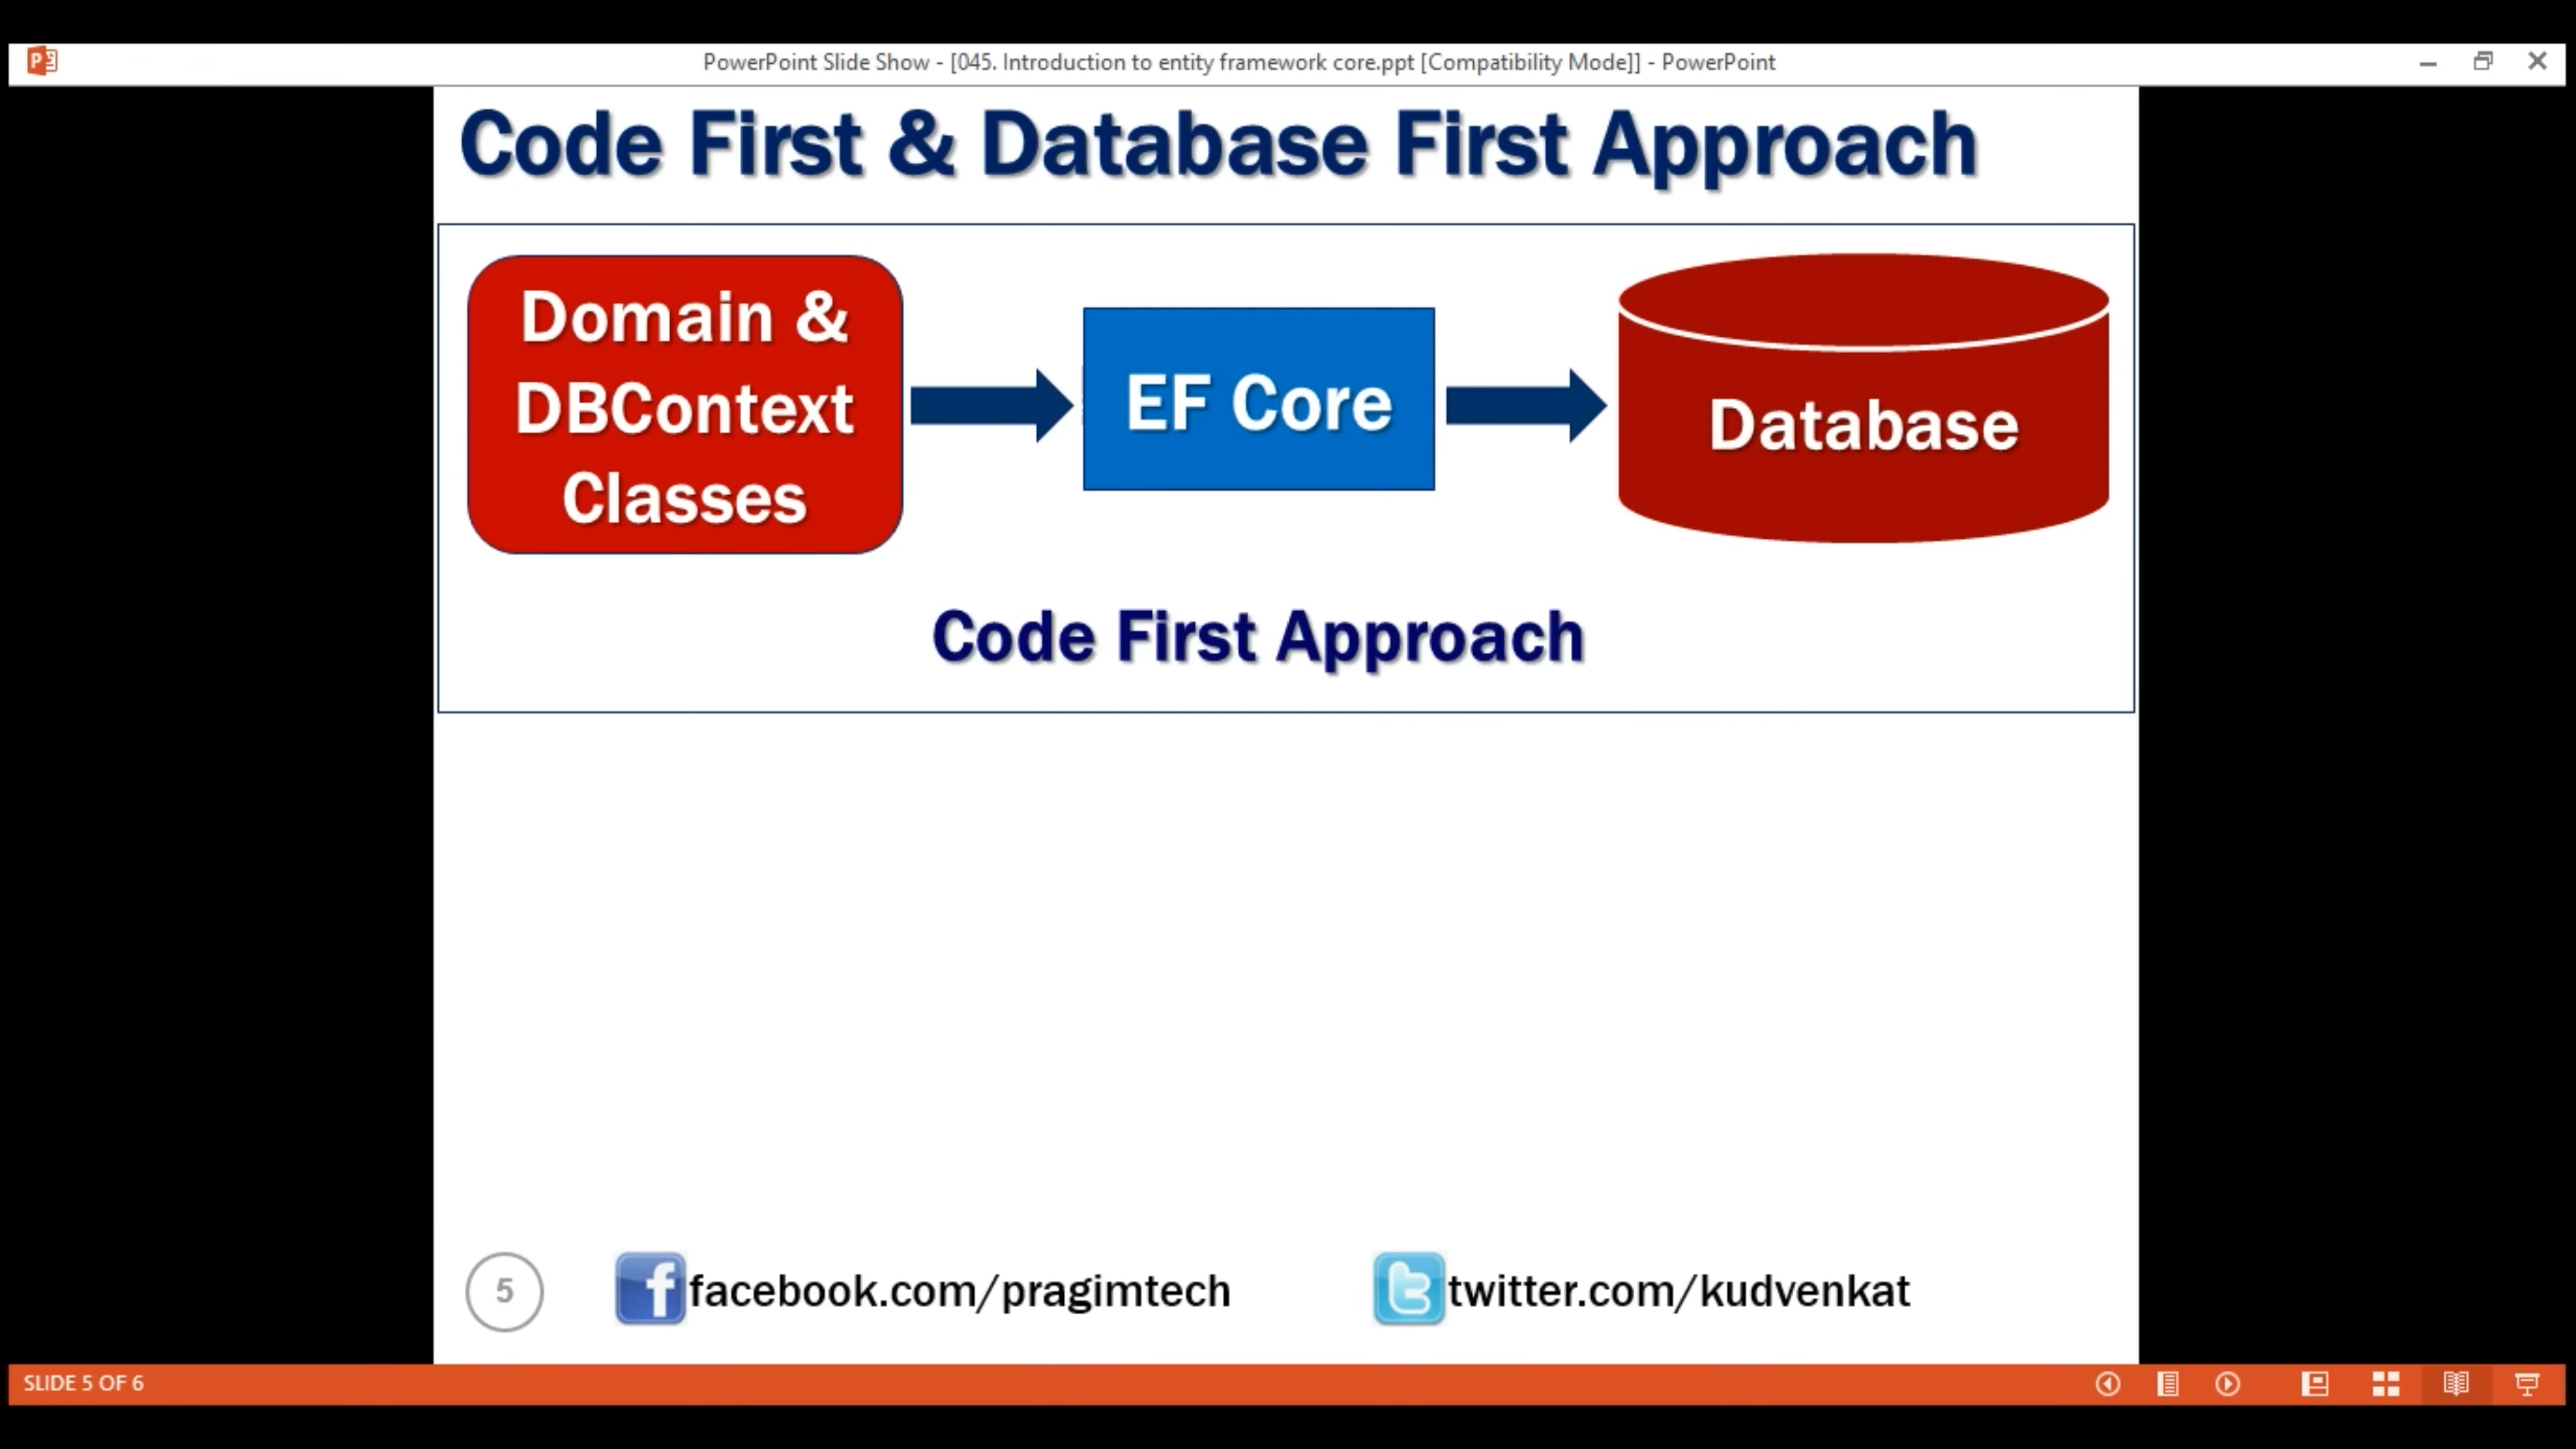 PowerPoint Slide Show - [045. Introduction to entity framework core.ppt [Compatibility Mode]] - PowerPoint
Code First & Database First Approach
Domain &
DBContext
Classes
EF Core
Database
Code First Approach
5
facebook.com/pragimtech
twitter.com/kudvenkat
SLIDE 5 OF 6